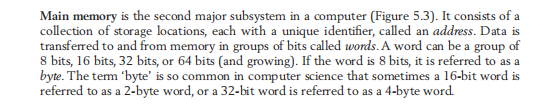 Main memory is the second major subsystem in a computer (Figure 5.3). It consists of a
collection of storage locations, each with a unique identifier, called an address. Data is
transferred to and from memory in groups of bits called words. A word can be a group of
8 bits, 16 bits, 32 bits, or 64 bits (and growing). If the word is 8 bits, it is referred to as a
byte. The term ‘byte’ is so common in computer science that sometimes a 16-bit word is
referred to as a 2-byte word, or a 32-bit word is referred to as a 4-byte word.